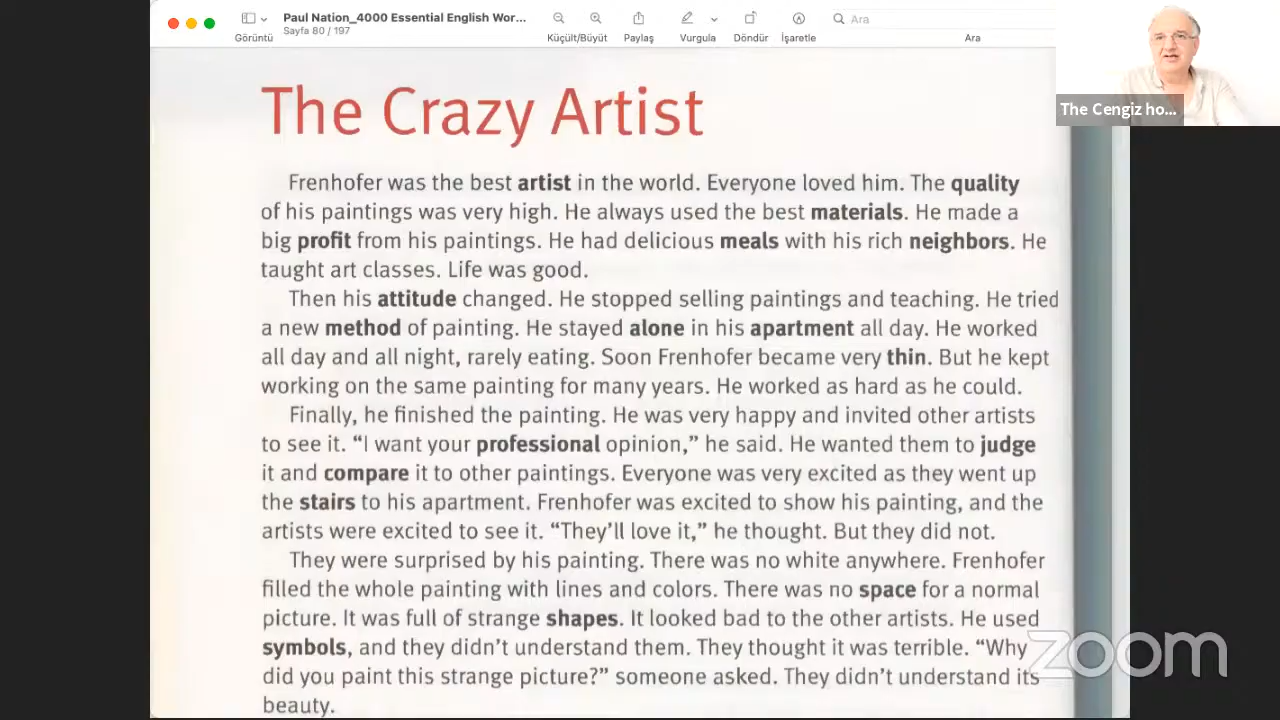 Paul Nation_4000 Essential English Wor...
Sayfa 80 / 197
Görüntü
Küçült/Büyüt
Paylaş
Vurgula
Döndür
İşaretle
Ara
Ara
The Cengiz ho...
The Crazy Artist
Frenhofer was the best artist in the world. Everyone loved him. The quality
of his paintings was very high. He always used the best materials. He made a
big profit from his paintings. He had delicious meals with his rich neighbors. He
taught art classes. Life was good.
Then his attitude changed. He stopped selling paintings and teaching. He tried
a new method of painting. He stayed alone in his apartment all day. He worked
all day and all night, rarely eating. Soon Frenhofer became very thin. But he kept
working on the same painting for many years. He worked as hard as he could.
Finally, he finished the painting. He was very happy and invited other artists
to see it. “I want your professional opinion,” he said. He wanted them to judge
it and compare it to other paintings. Everyone was very excited as they went up
the stairs to his apartment. Frenhofer was excited to show his painting, and the
artists were excited to see it. “They’ll love it,” he thought. But they did not.
They were surprised by his painting. There was no white anywhere. Frenhofer
filled the whole painting with lines and colors. There was no space for a normal
picture. It was full of strange shapes. It looked bad to the other artists. He used
symbols, and they didn’t understand them. They thought it was terrible. “Why
did you paint this strange picture?” someone asked. They didn’t understand its
beauty.
zoom